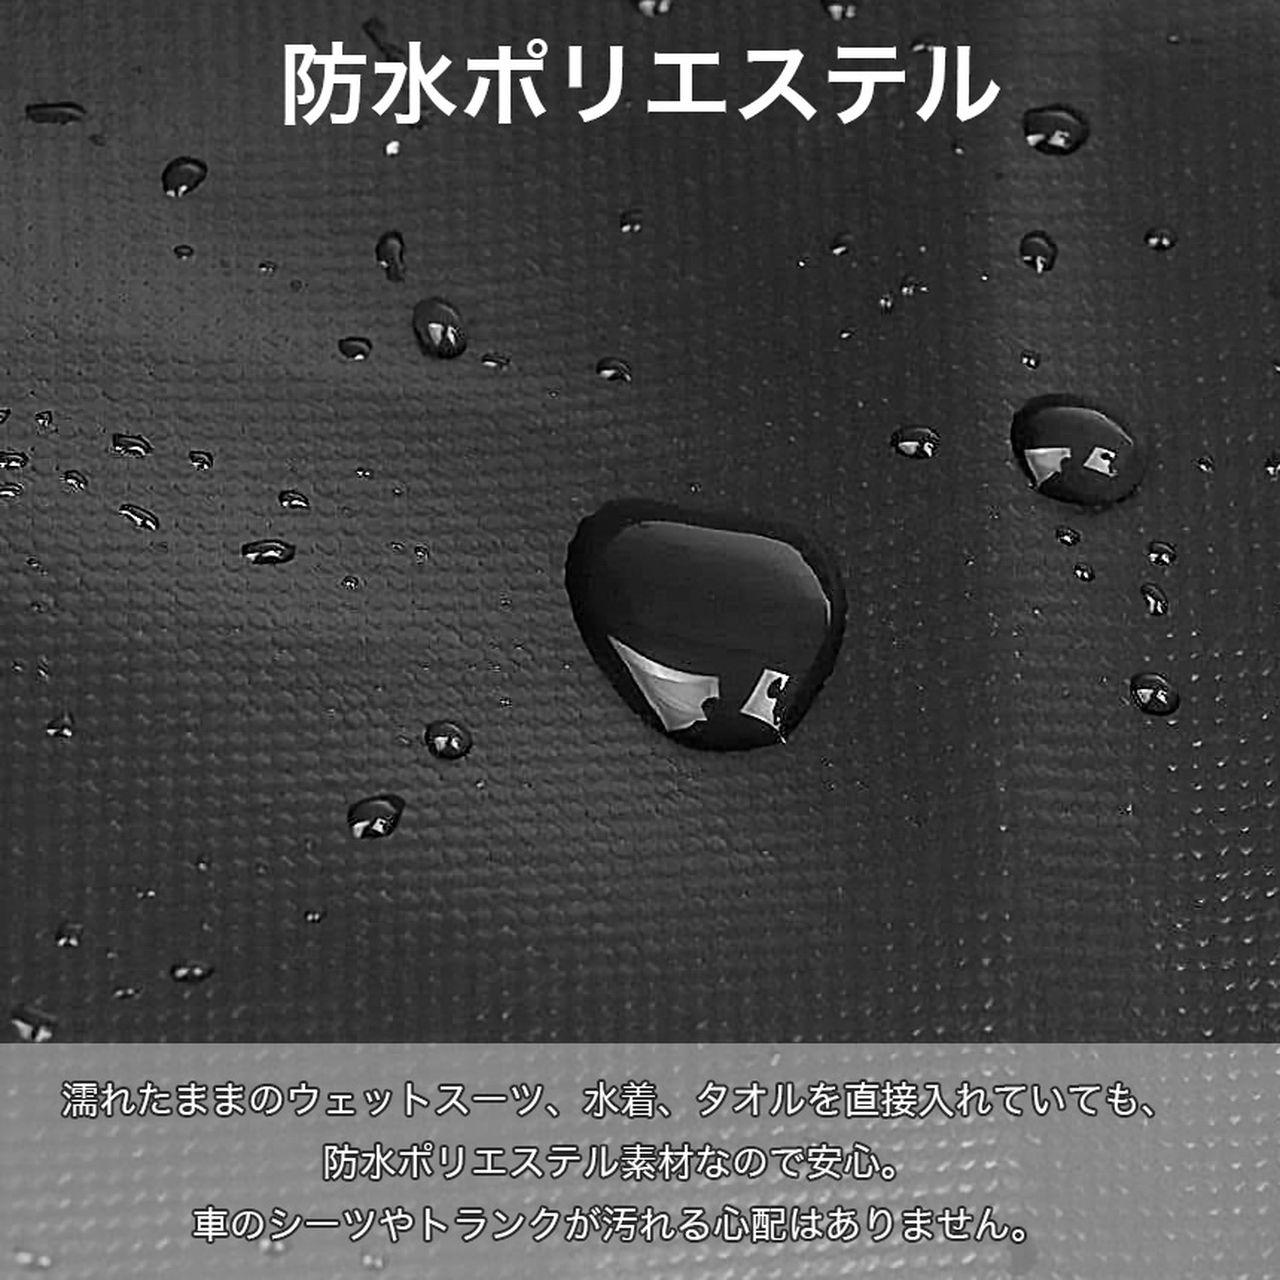 防水ポリエステル
濡れたままのウェットスーツ、水着、タオルを直接入れていても、
防水ポリエステル素材なので安心。
車のシーツやトランクが汚れる心配はありません。